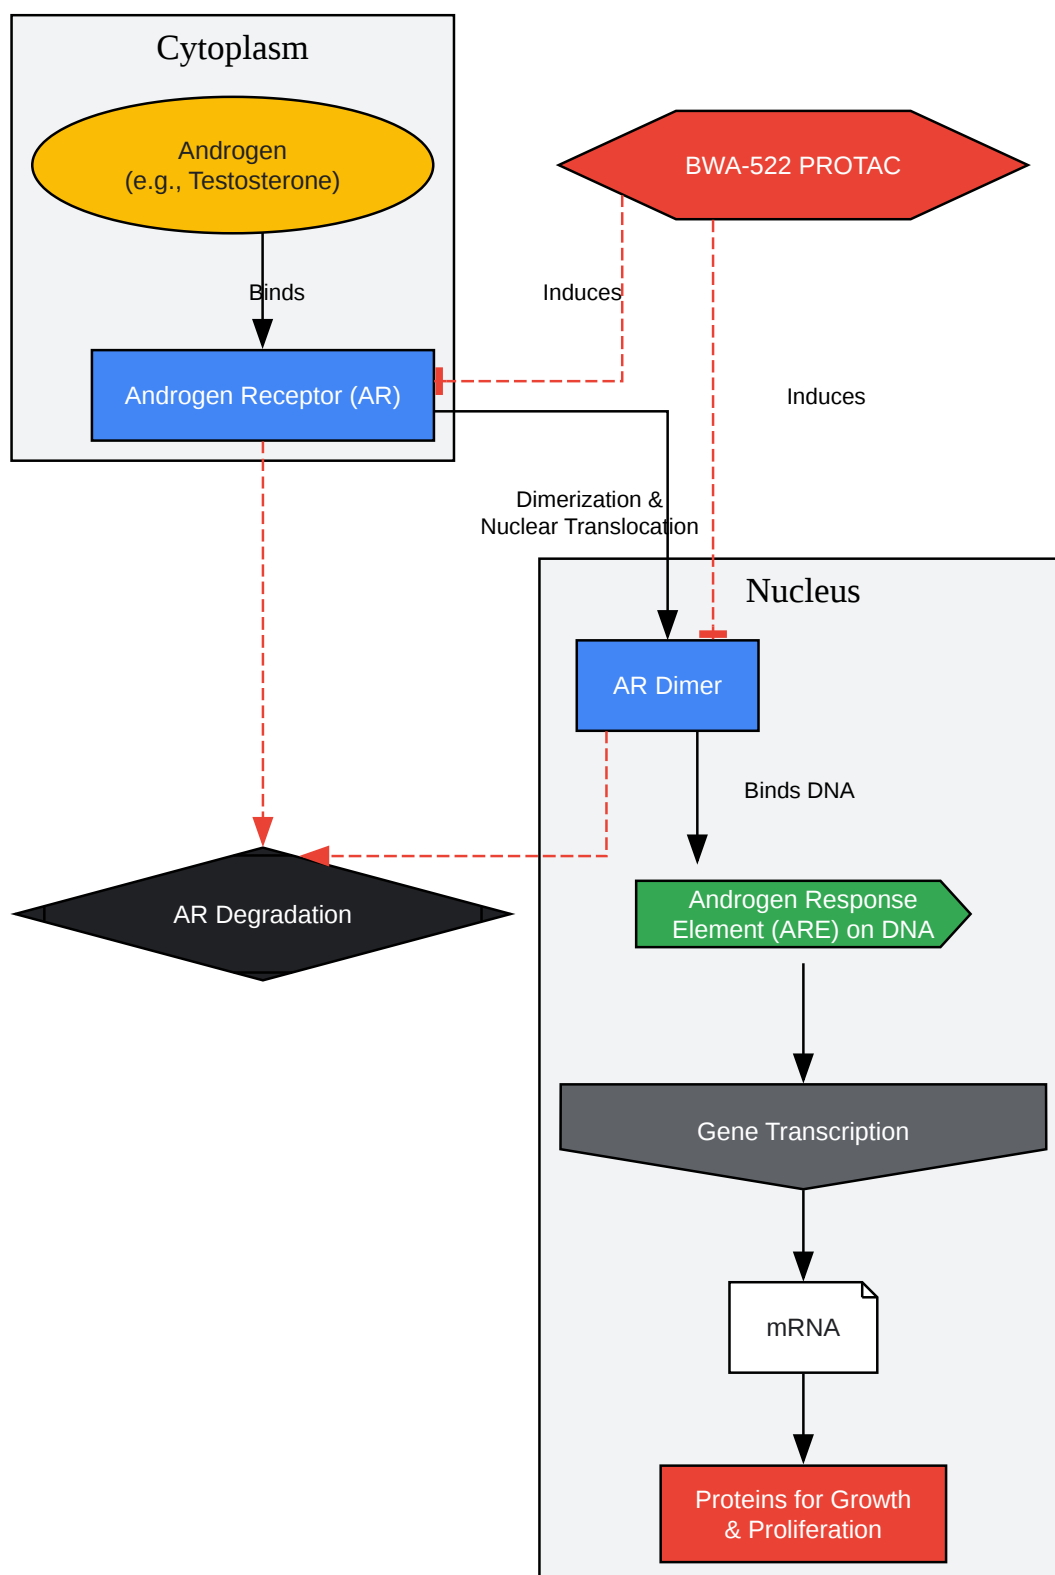 Cytoplasm
Androgen
(e.g., Testosterone)
BWA-522 PROTAC
Binds
Induces
Androgen Receptor (AR)
Induces
Dimerization &
Nuclear Translocation
Nucleus
AR Dimer
Binds DNA
AR Degradation
Androgen Response
Element (ARE) on DNA
Gene Transcription
mRNA
Proteins for Growth
& Proliferation